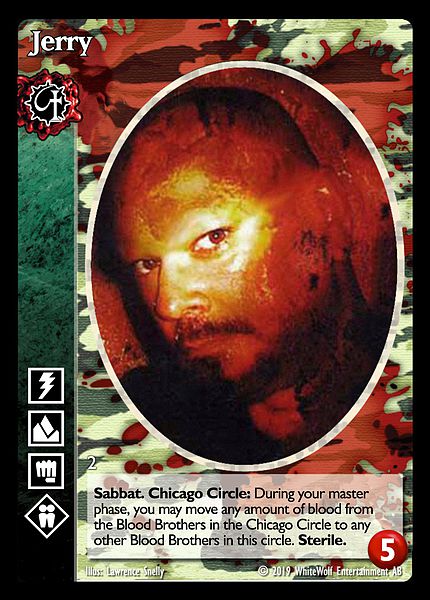 Jerry
2
Sabbat. Chicago Circle: During your master
phase, you may move any amount of blood from
the Blood Brothers in the Chicago Circle to any
other Blood Brothers in this circle. Sterile.
5
Illus: Lawrence Snelly
© 2019 WhiteWolf Entertainment AB